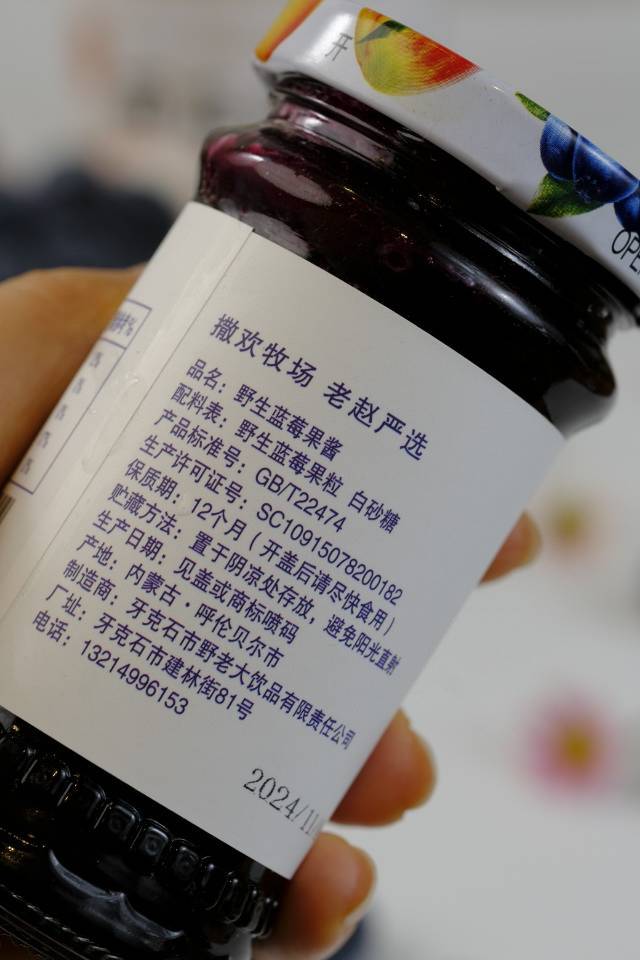 开
OPE
撒欢牧场 老赵严选
品名：野生蓝莓果酱
配料表：野生蓝莓果粒 白砂糖
产品标准号：GB/T22474
生产许可证号：SC10915078200182
保质期：12个月（开盖后请尽快食用）
贮藏方法：置于阴凉处存放，避免阳光直射
生产日期：见盖或商标喷码
产地：内蒙古·呼伦贝尔市
制造商：牙克石市野老大饮品有限责任公司
厂址：牙克石市建林街81号
电话：13214996153
2024/11